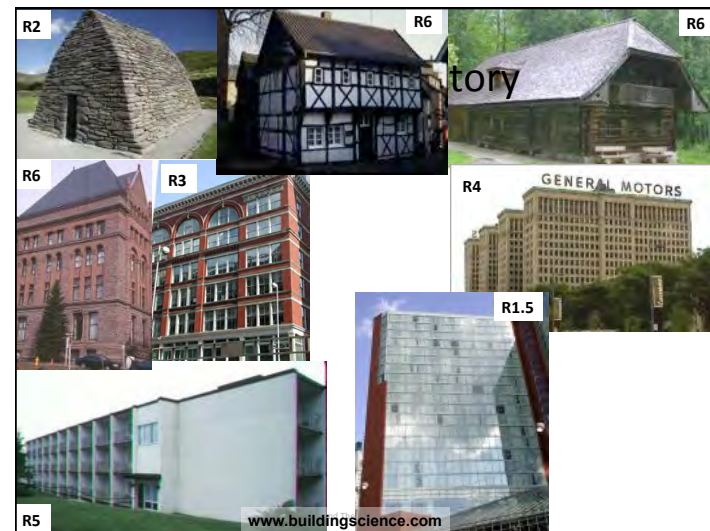 R2
R6
R6
tory
R6
R3
R4
GENERAL MOTORS
R1.5
R5
www.buildingscience.com